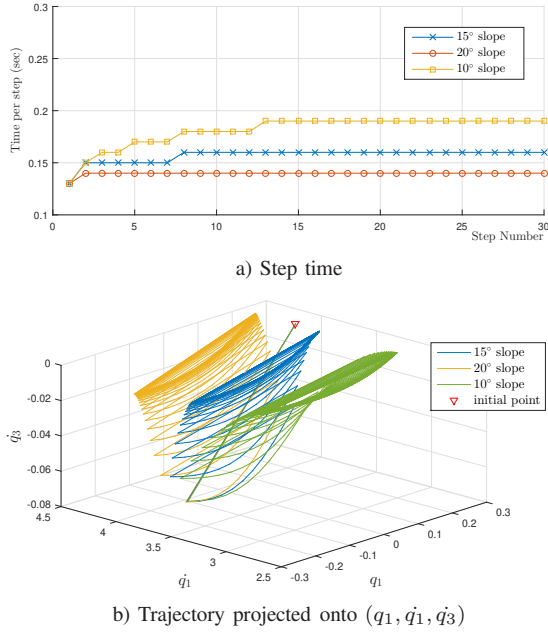 0.3
0.25
0.2
0.15
0.1
Time per step (sec)
15° slope
20° slope
10° slope
0 5 10 15 20 25 30
Step Number
a) Step time
0
-0.02
-0.04
-0.06
-0.08
q̇₃
4.5
4
3.5
3
2.5
q̇₁
-0.3
-0.2
-0.1
0
0.1
0.2
0.3
q₁
15° slope
20° slope
10° slope
initial point
b) Trajectory projected onto (q₁, q̇₁, q̇₃)